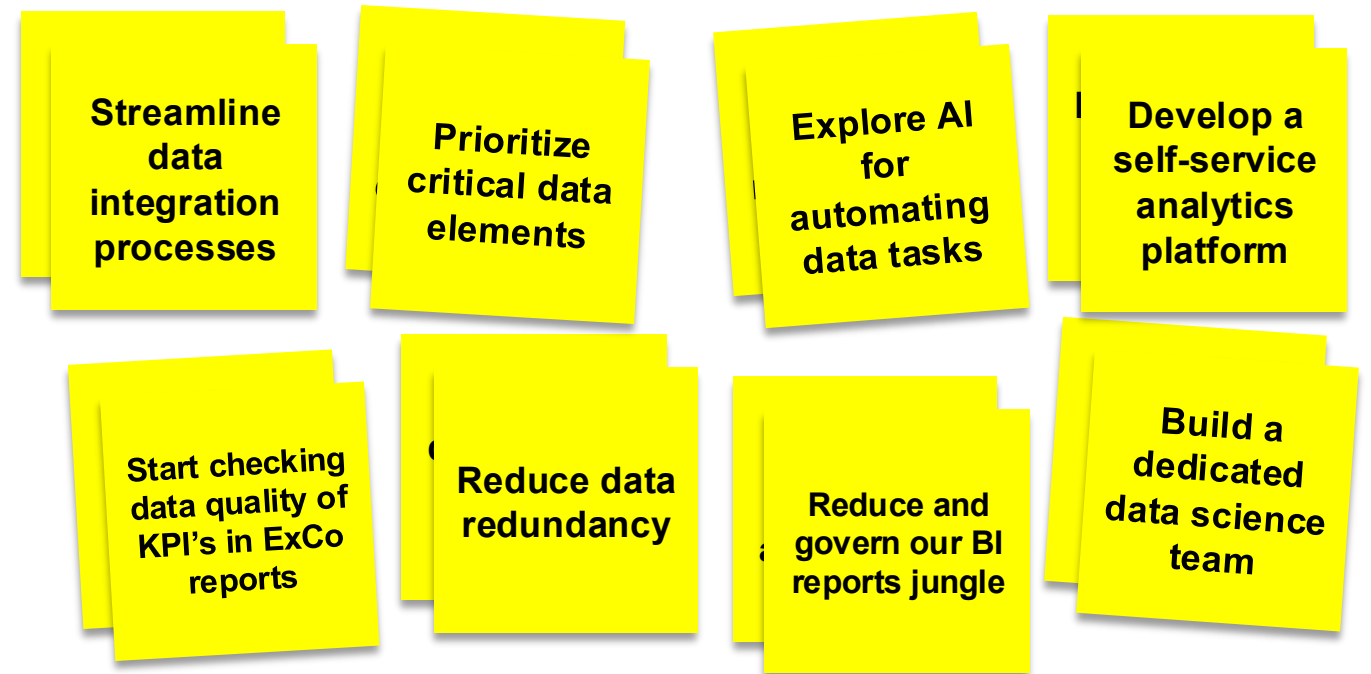 Streamline
data
integration
processes
Prioritize
critical data
elements
Explore AI
for
automating
data tasks
Develop a
self-service
analytics
platform
Start checking
data quality of
KPI's in ExCo
reports
Reduce data
redundancy
Reduce and
govern our BI
reports jungle
Build a
dedicated
data science
team